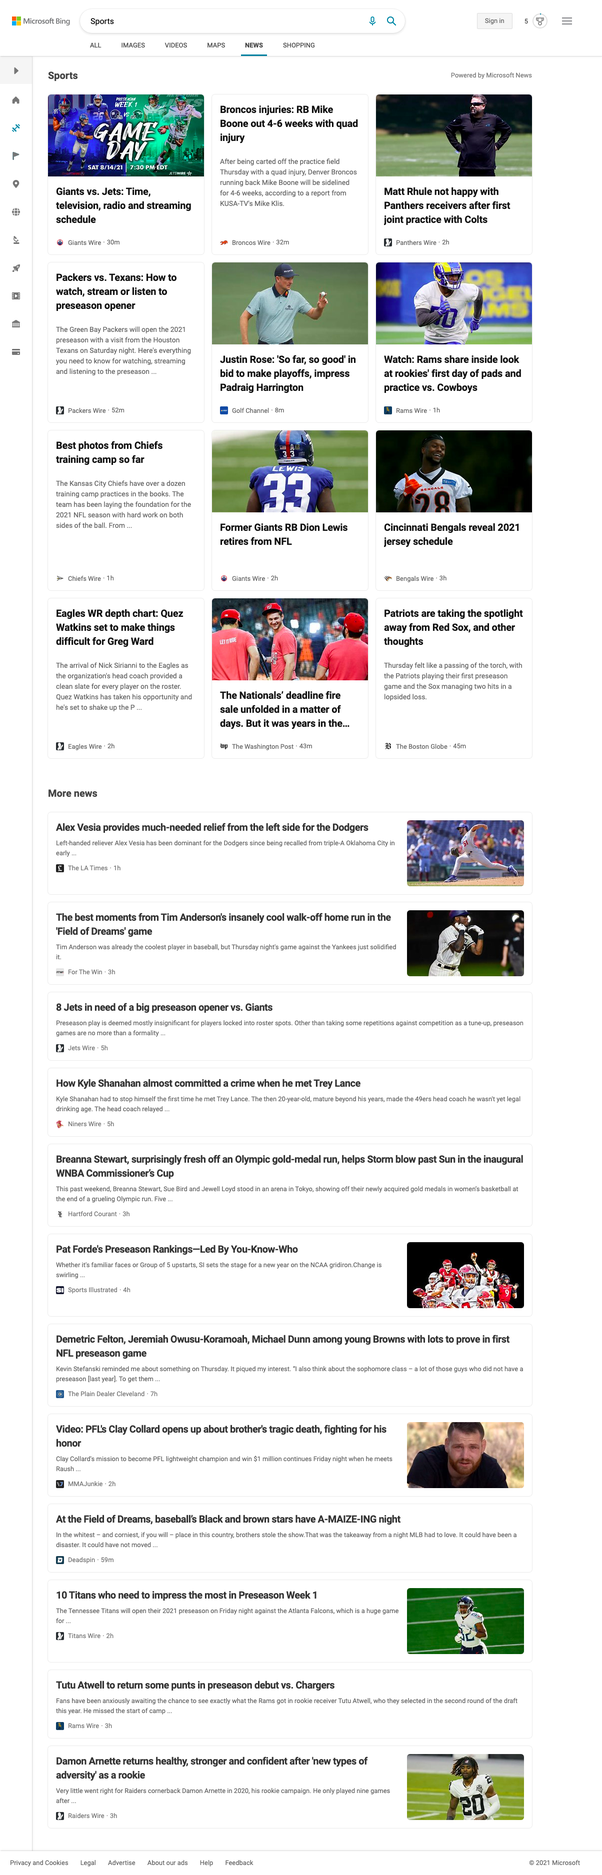 Microsoft Bing
Sports
Sign in
5
ALL IMAGES VIDEOS MAPS NEWS SHOPPING
Sports
Powered by Microsoft News
WEEK 1
GAME
DAY
SAT 8/14/21 7:30 PM EDT
Giants vs. Jets: Time,
television, radio and streaming
schedule
Giants Wire · 30m
Broncos injuries: RB Mike
Boone out 4-6 weeks with quad
injury
After being carted off the practice field
Thursday with a quad injury, Denver Broncos
running back Mike Boone will be sidelined
for 4-6 weeks, according to a report from
KUSA-TV's Mike Klis.
Broncos Wire · 32m
Matt Rhule not happy with
Panthers receivers after first
joint practice with Colts
Panthers Wire · 2h
Packers vs. Texans: How to
watch, stream or listen to
preseason opener
The Green Bay Packers will open the 2021
preseason with a visit from the Houston
Texans on Saturday night. Here's everything
you need to know for watching, streaming
and listening to the preseason ...
Packers Wire · 52m
Justin Rose: 'So far, so good' in
bid to make playoffs, impress
Padraig Harrington
Golf Channel · 8m
70
Watch: Rams share inside look
at rookies' first day of pads and
practice vs. Cowboys
Rams Wire · 1h
Best photos from Chiefs
training camp so far
The Kansas City Chiefs have over a dozen
training camp practices in the books. The
team has been laying the foundation for the
2021 NFL season with hard work on both
sides of the ball. From ...
Chiefs Wire · 1h
LEWIS
33
Former Giants RB Dion Lewis
retires from NFL
Giants Wire · 2h
BENGALS
28
Cincinnati Bengals reveal 2021
jersey schedule
Bengals Wire · 3h
Eagles WR depth chart: Quez
Watkins set to make things
difficult for Greg Ward
The arrival of Nick Sirianni to the Eagles as
the organization's head coach provided a
clean slate for every player on the roster.
Quez Watkins has taken his opportunity and
he's set to shake up the P ...
Eagles Wire · 2h
The Nationals' deadline fire
sale unfolded in a matter of
days. But it was years in the...
The Washington Post · 43m
Patriots are taking the spotlight
away from Red Sox, and other
thoughts
Thursday felt like a passing of the torch, with
the Patriots playing their first preseason
game and the Sox managing two hits in a
lopsided loss.
The Boston Globe · 45m
More news
Alex Vesia provides much-needed relief from the left side for the Dodgers
Left-handed reliever Alex Vesia has been dominant for the Dodgers since being recalled from triple-A Oklahoma City in
early ...
The LA Times · 1h
The best moments from Tim Anderson's insanely cool walk-off home run in the
'Field of Dreams' game
Tim Anderson was already the coolest player in baseball, but Thursday night's game against the Yankees just solidified
it.
For The Win · 3h
8 Jets in need of a big preseason opener vs. Giants
Preseason play is deemed mostly insignificant for players locked into roster spots. Other than taking some repetitions against competition as a tune-up, preseason
games are no more than a formality ...
Jets Wire · 5h
How Kyle Shanahan almost committed a crime when he met Trey Lance
Kyle Shanahan had to stop himself the first time he met Trey Lance. The then 20-year-old, mature beyond his years, made the 49ers head coach he wasn't yet legal
drinking age. The head coach relayed ...
Niners Wire · 5h
Breanna Stewart, surprisingly fresh off an Olympic gold-medal run, helps Storm blow past Sun in the inaugural
WNBA Commissioner's Cup
This past weekend, Breanna Stewart, Sue Bird and Jewell Loyd stood in an arena in Tokyo, showing off their newly acquired gold medals in women's basketball at
the end of a grueling Olympic run. Five ...
Hartford Courant · 3h
Pat Forde's Preseason Rankings—Led By You-Know-Who
Whether it's familiar faces or Group of 5 upstarts, SI sets the stage for a new year on the NCAA gridiron.Change is
swirling ...
Sports Illustrated · 4h
Demetric Felton, Jeremiah Owusu-Koramoah, Michael Dunn among young Browns with lots to prove in first
NFL preseason game
Kevin Stefanski reminded me about something on Thursday. It piqued my interest. "I also think about the sophomore class – a lot of those guys who did not have a
preseason [last year]. To get them ...
The Plain Dealer Cleveland · 7h
Video: PFL's Clay Collard opens up about brother's tragic death, fighting for his
honor
Clay Collard's mission to become PFL lightweight champion and win $1 million continues Friday night when he meets
Raush ...
MMAJunkie · 2h
At the Field of Dreams, baseball's Black and brown stars have A-MAIZE-ING night
In the whitest – and corniest, if you will – place in this country, brothers stole the show.That was the takeaway from a night MLB had to love. It could have been a
disaster. It could have not moved ...
Deadspin · 59m
10 Titans who need to impress the most in Preseason Week 1
The Tennessee Titans will open their 2021 preseason on Friday night against the Atlanta Falcons, which is a huge game
for ...
Titans Wire · 2h
Tutu Atwell to return some punts in preseason debut vs. Chargers
Fans have been anxiously awaiting the chance to see exactly what the Rams got in rookie receiver Tutu Atwell, who they selected in the second round of the draft
this year. He missed the start of camp ...
Rams Wire · 3h
Damon Arnette returns healthy, stronger and confident after 'new types of
adversity' as a rookie
Very little went right for Raiders cornerback Damon Arnette in 2020, his rookie campaign. He only played nine games
after ...
Raiders Wire · 3h
20
Privacy and Cookies Legal Advertise About our ads Help Feedback © 2021 Microsoft